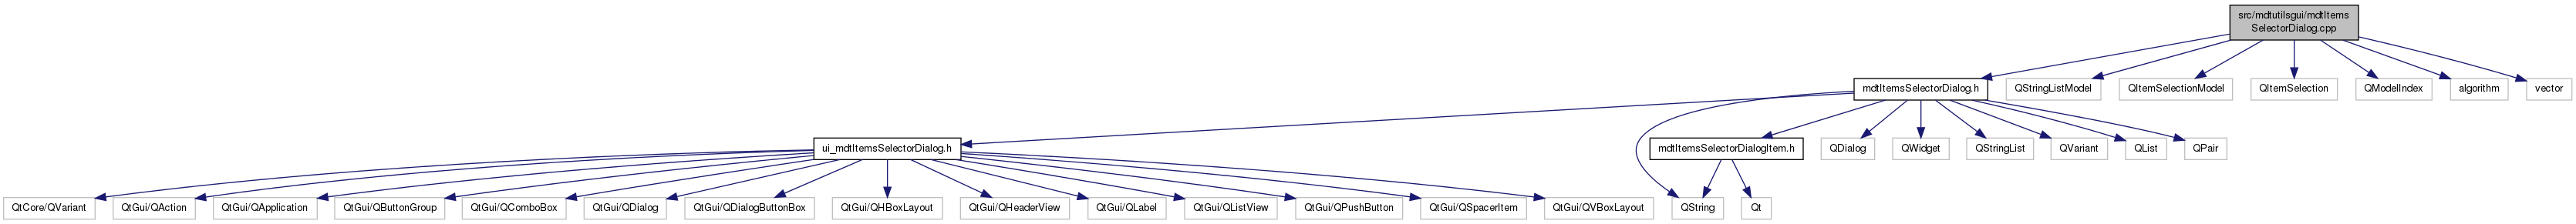 src/mdtutilsgui/mdtItems
SelectorDialog.cpp
mdtItemsSelectorDialog.h
QStringListModel
QItemSelectionModel
QItemSelection
QModelIndex
algorithm
vector
ui_mdtItemsSelectorDialog.h
mdtItemsSelectorDialogItem.h
QDialog
QWidget
QStringList
QVariant
QList
QPair
QtCore/QVariant
QtGui/QAction
QtGui/QApplication
QtGui/QButtonGroup
QtGui/QComboBox
QtGui/QDialog
QtGui/QDialogButtonBox
QtGui/QHBoxLayout
QtGui/QHeaderView
QtGui/QLabel
QtGui/QListView
QtGui/QPushButton
QtGui/QSpacerItem
QtGui/QVBoxLayout
QString
Qt